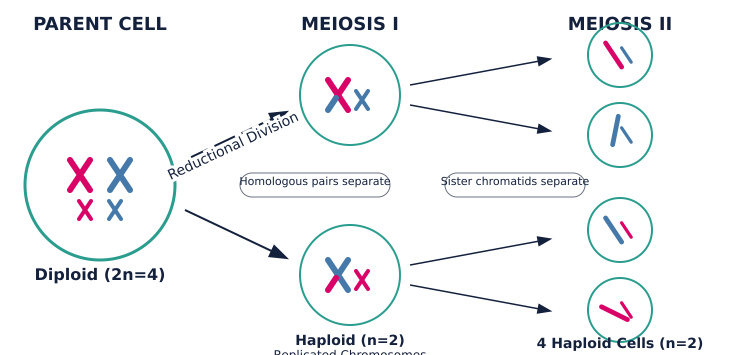 PARENT CELL
MEIOSIS I
MEIOSIS II
Reductional Division
Homologous pairs separate
Sister chromatids separate
Diploid (2n=4)
Haploid (n=2)
Replicated Chromosomes
4 Haploid Cells (n=2)